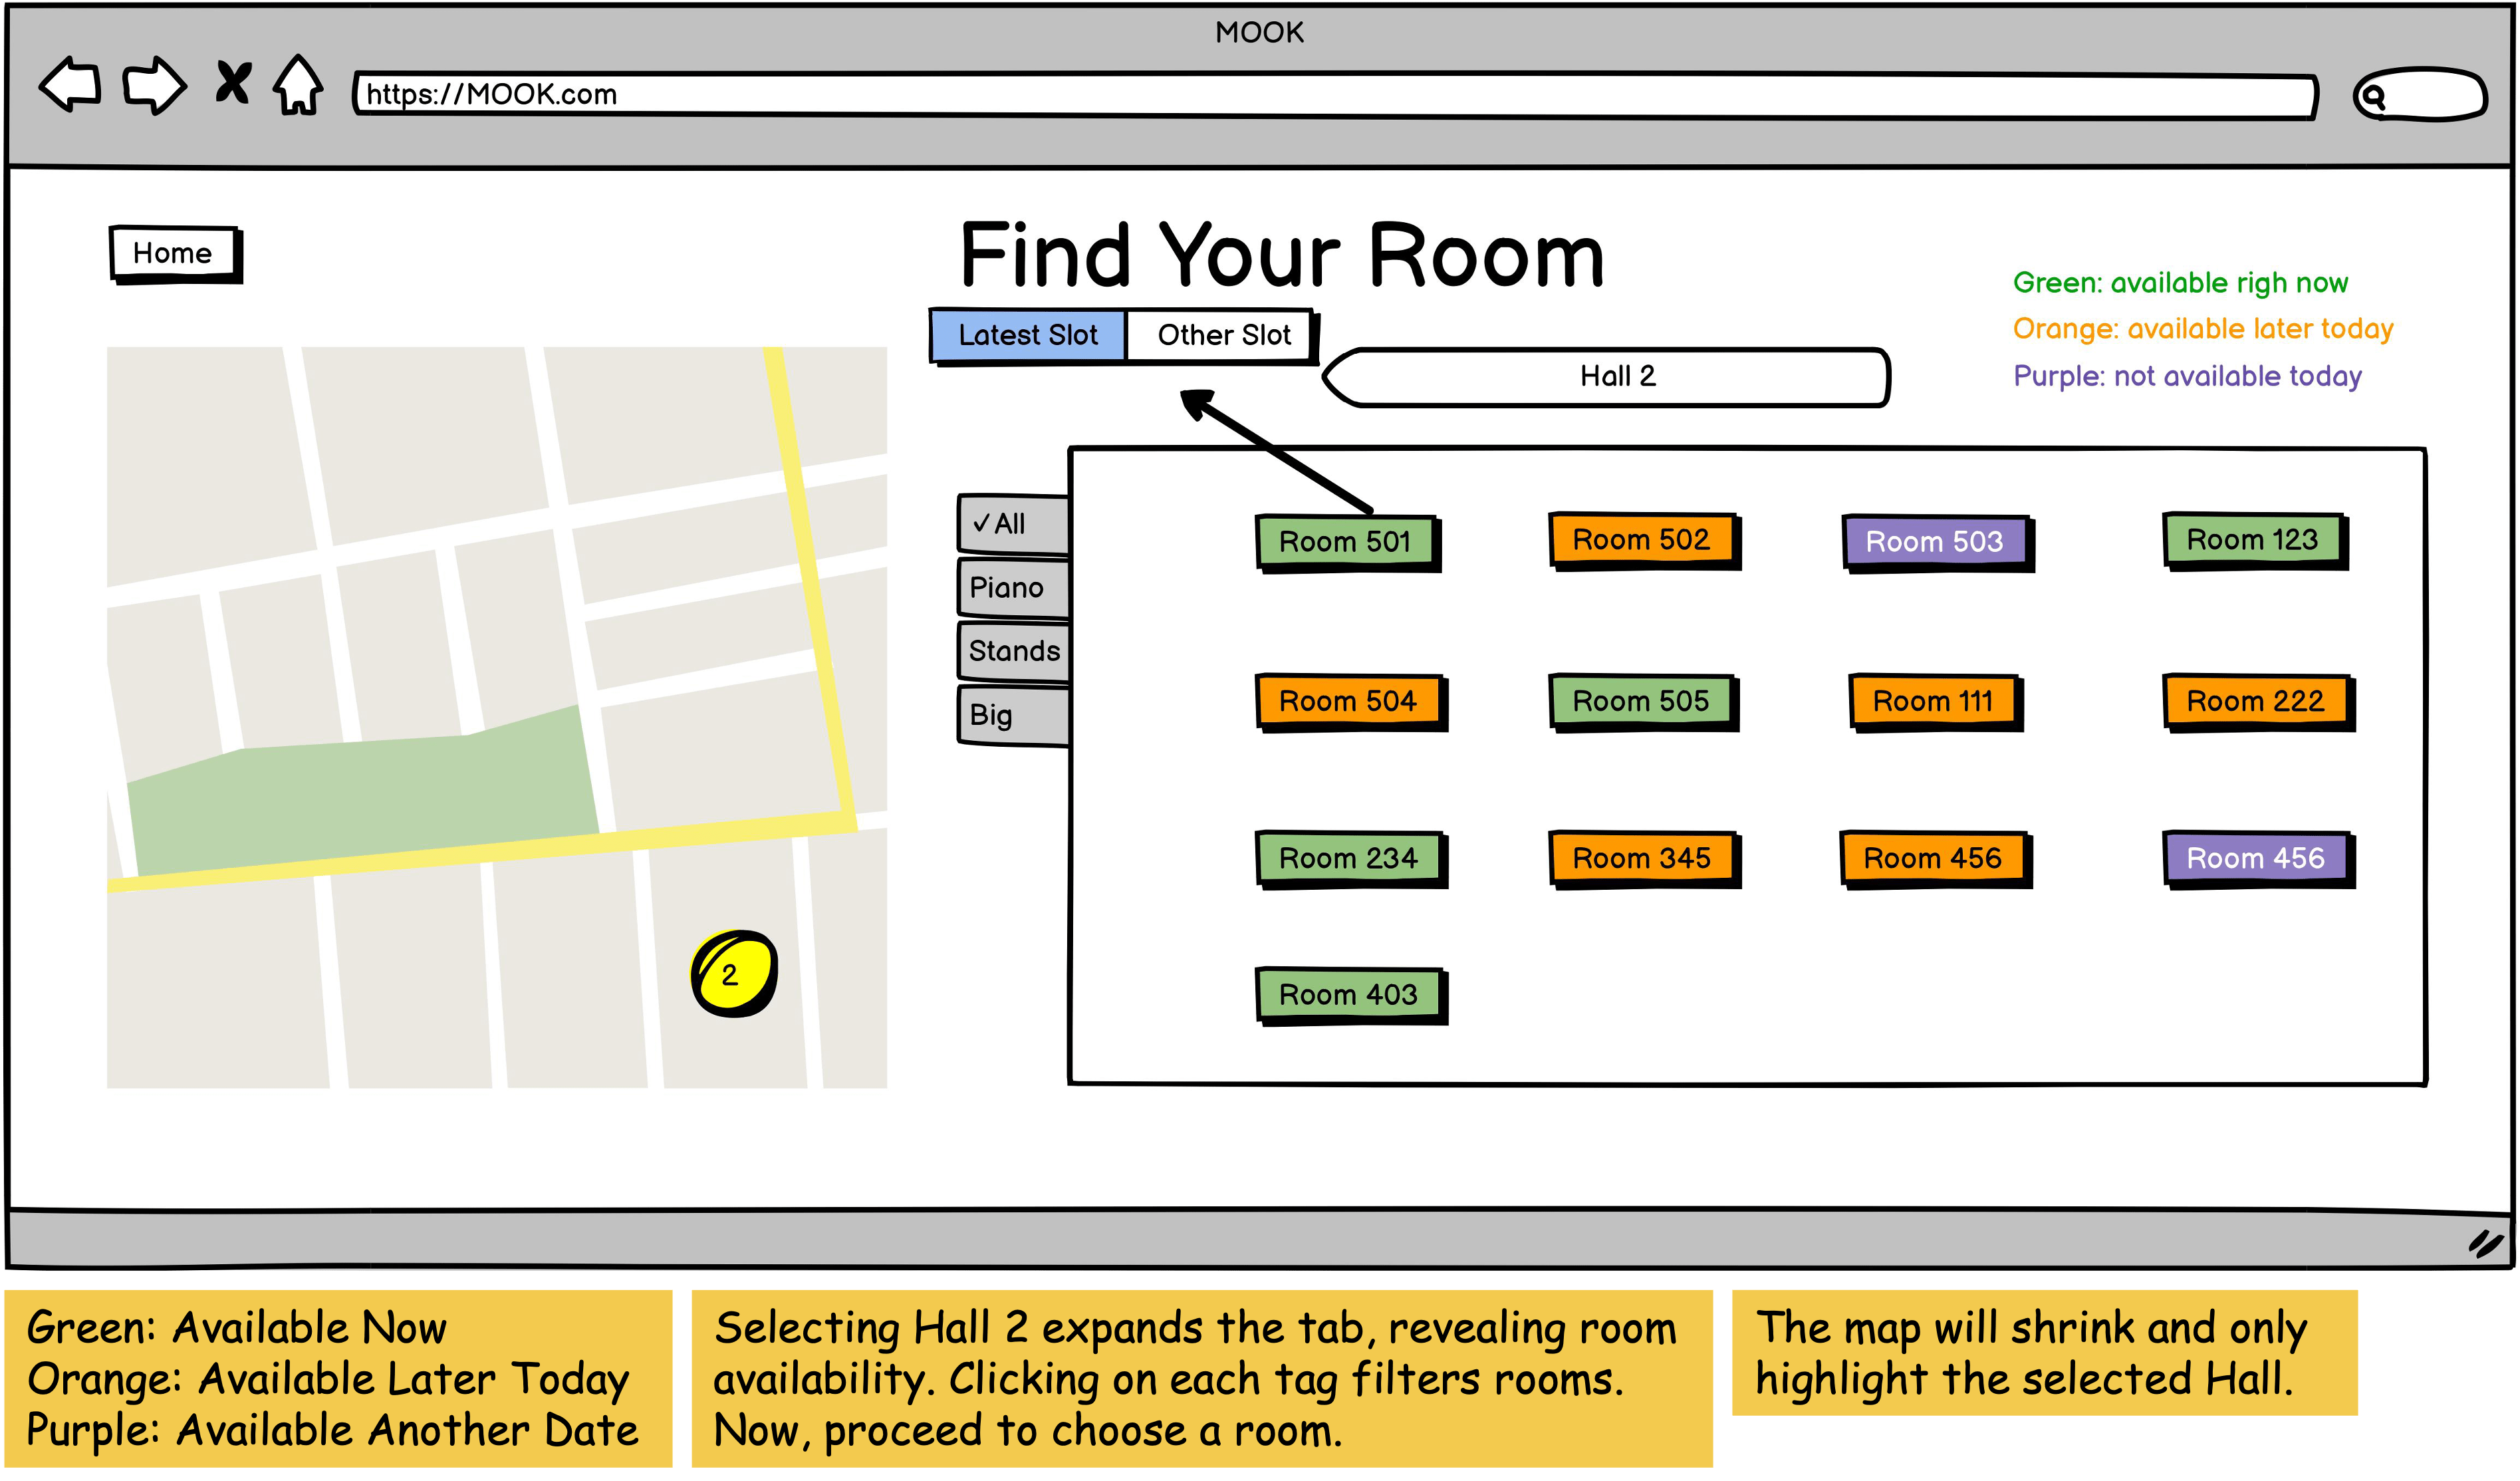 MOOK
https://MOOK.com
Home
Find Your Room
Latest Slot
Other Slot
Hall 2
Green: available righ now
Orange: available later today
Purple: not available today
✓ All
Piano
Stands
Big
Room 501
Room 502
Room 503
Room 123
Room 504
Room 505
Room 111
Room 222
Room 234
Room 345
Room 456
Room 456
Room 403
2
Green: Available Now
Orange: Available Later Today
Purple: Available Another Date
Selecting Hall 2 expands the tab, revealing room
availability. Clicking on each tag filters rooms.
Now, proceed to choose a room.
The map will shrink and only
highlight the selected Hall.